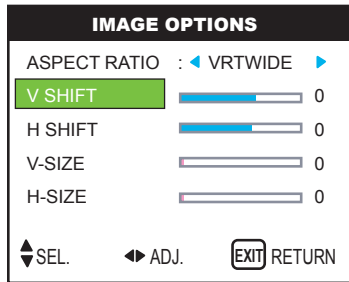 IMAGE OPTIONS
ASPECT RATIO : VRTWIDE
V SHIFT 0
H SHIFT 0
V-SIZE 0
H-SIZE 0
SEL. ADJ. EXIT RETURN